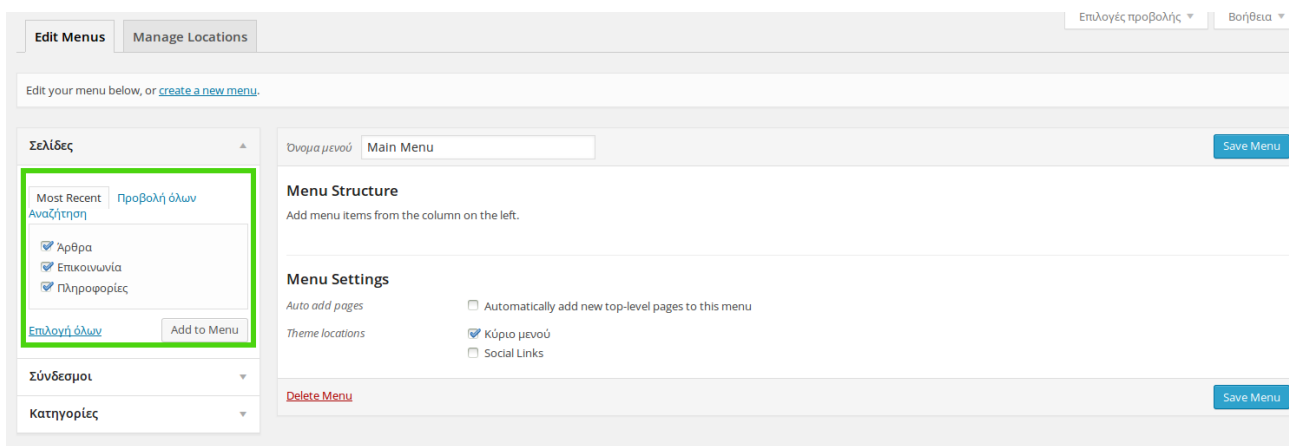 Επιλογές προβολής Βοήθεια
Edit Menus Manage Locations
Edit your menu below, or create a new menu.
Σελίδες
Most Recent Προβολή όλων
Αναζήτηση
Άρθρα
Επικοινωνία
Πληροφορίες
Επιλογή όλων Add to Menu
Σύνδεσμοι
Κατηγορίες
Όνομα μενού Main Menu Save Menu
Menu Structure
Add menu items from the column on the left.
Menu Settings
Auto add pages Automatically add new top-level pages to this menu
Theme locations Κύριο μενού
Social Links
Delete Menu Save Menu